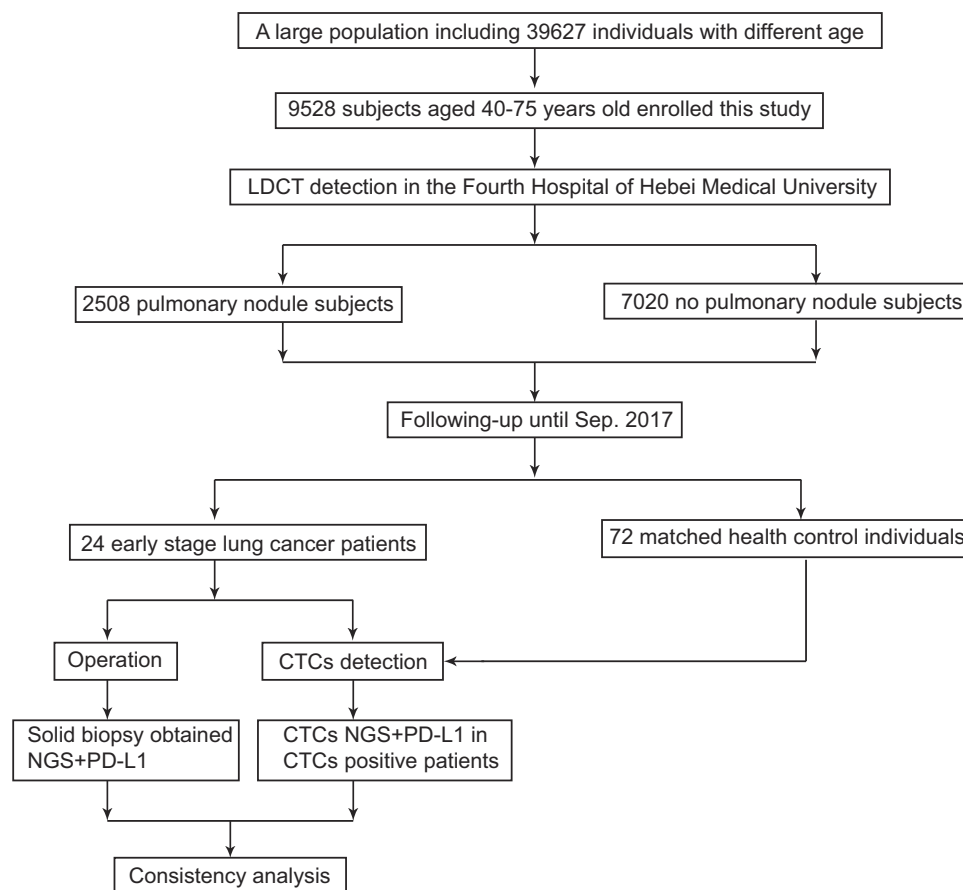 A large population including 39627 individuals with different age
9528 subjects aged 40-75 years old enrolled this study
LDCT detection in the Fourth Hospital of Hebei Medical University
2508 pulmonary nodule subjects
7020 no pulmonary nodule subjects
Following-up until Sep. 2017
24 early stage lung cancer patients
72 matched health control individuals
Operation
CTCs detection
Solid biopsy obtained
NGS+PD-L1
CTCs NGS+PD-L1 in
CTCs positive patients
Consistency analysis